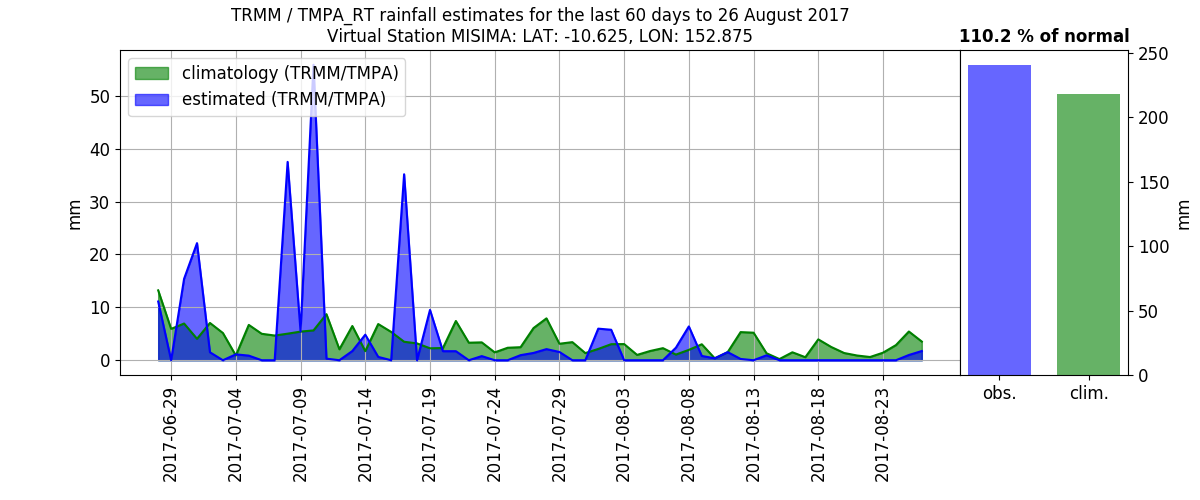 TRMM / TMPA_RT rainfall estimates for the last 60 days to 26 August 2017
Virtual Station MISIMA: LAT: -10.625, LON: 152.875
110.2 % of normal
climatology (TRMM/TMPA)
estimated (TRMM/TMPA)
mm
50
40
30
20
10
0
2017-06-29
2017-07-04
2017-07-09
2017-07-14
2017-07-19
2017-07-24
2017-07-29
2017-08-03
2017-08-08
2017-08-13
2017-08-18
2017-08-23
obs.
clim.
250
200
150
100
50
0
mm